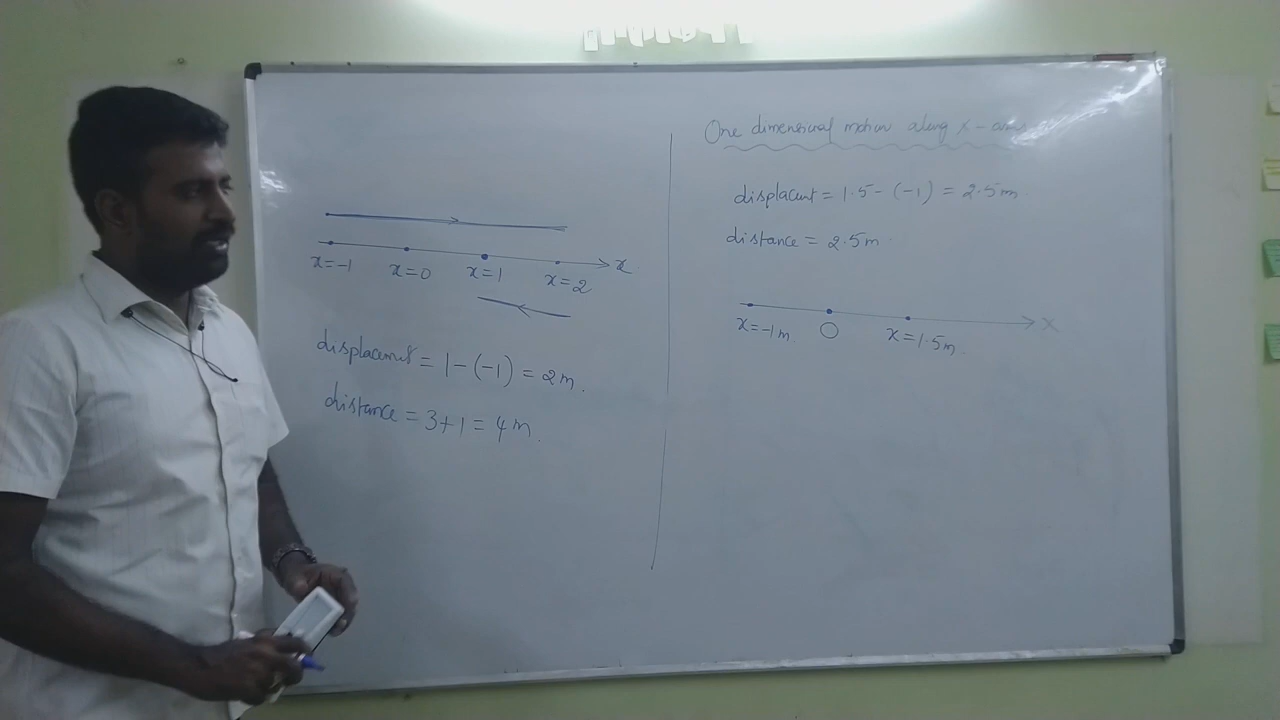 x=-1 x=0 x=1 x=2 x
displacement = 1-(-1) = 2m.
distance = 3+1 = 4m.
One dimensional motion along x-axis
displacent = 1.5 - (-1) = 2.5m.
distance = 2.5m.
x=-1m. O x=1.5m. x